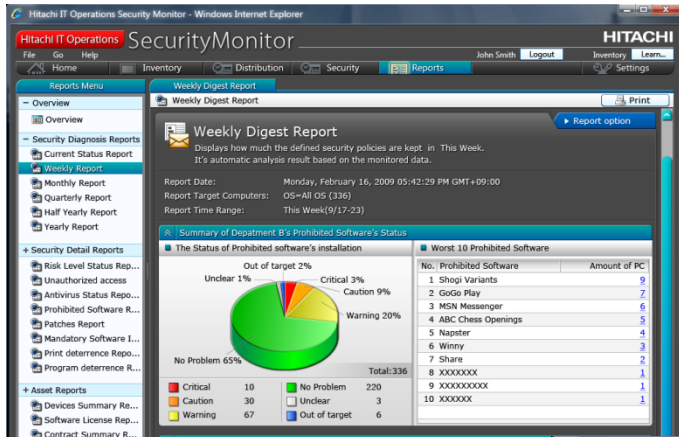 Hitachi IT Operations Security Monitor - Windows Internet Explorer
Hitachi IT Operations SecurityMonitor
HITACHI
File Go Help
John Smith Logout Inventory Learn...
Home Inventory Distribution Security Reports Settings
Reports Menu
− Overview
Overview
− Security Diagnosis Reports
Current Status Report
Weekly Report
Monthly Report
Quarterly Report
Half Yearly Report
Yearly Report
+ Security Detail Reports
Risk Level Status Rep...
Unauthorized access
Antivirus Status Repo...
Prohibited Software R...
Patches Report
Mandatory Software I...
Print deterrence Repo...
Program deterrence R...
+ Asset Reports
Devices Summary Re...
Software License Rep...
Contract Summary R...
Weekly Digest Report
Weekly Digest Report
Print
Report option
Weekly Digest Report
Displays how much the defined security policies are kept in This Week.
It's automatic analysis result based on the monitored data.
Report Date: Monday, February 16, 2009 05:42:29 PM GMT+09:00
Report Target Computers: OS=All OS (336)
Report Time Range: This Week(9/17-23)
Summary of Depatment B's Prohibited Software's Status
The Status of Prohibited software's installation
Out of target 2%
Unclear 1%
Critical 3%
Caution 9%
Warning 20%
No Problem 65%
Total:336
Critical 10 No Problem 220
Caution 30 Unclear 3
Warning 67 Out of target 6
Worst 10 Prohibited Software
No. Prohibited Software Amount of PC
1 Shogi Variants 9
2 GoGo Play 7
3 MSN Messenger 6
4 ABC Chess Openings 5
5 Napster 4
6 Winny 3
7 Share 2
8 XXXXXXX 1
9 XXXXXXXXX 1
10 XXXXXX 1